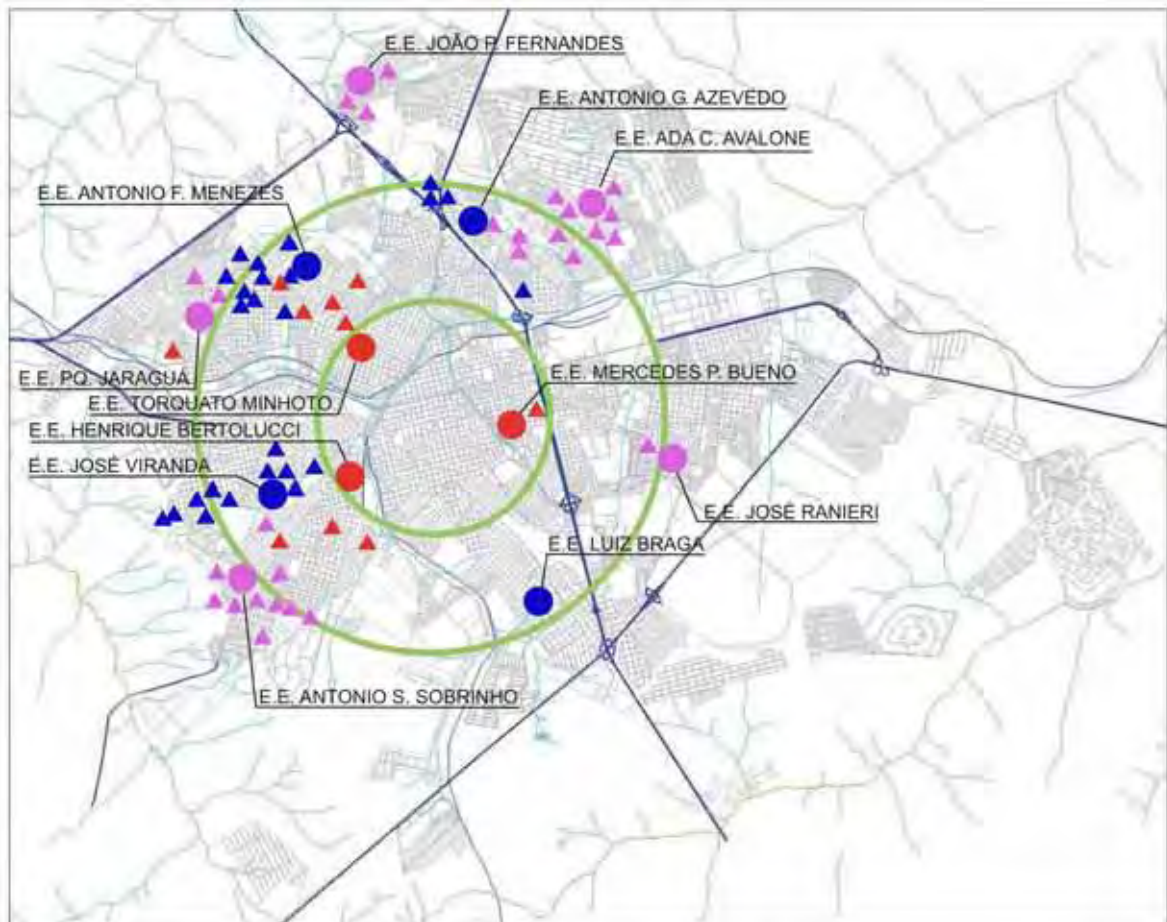 E.E. JOÃO P. FERNANDES
E.E. ANTONIO G. AZEVEDO
E.E. ADA C. AVALONE
E.E. ANTONIO F. MENEZES
E.E. PQ. JARAGUÁ
E.E. MERCEDES P. BUENO
E.E. TORQUATO MINHOTO
E.E. HENRIQUE BERTOLUCCI
E.E. JOSÉ VIRANDA
E.E. JOSÉ RANIERI
E.E. LUIZ BRAGA
E.E. ANTONIO S. SOBRINHO